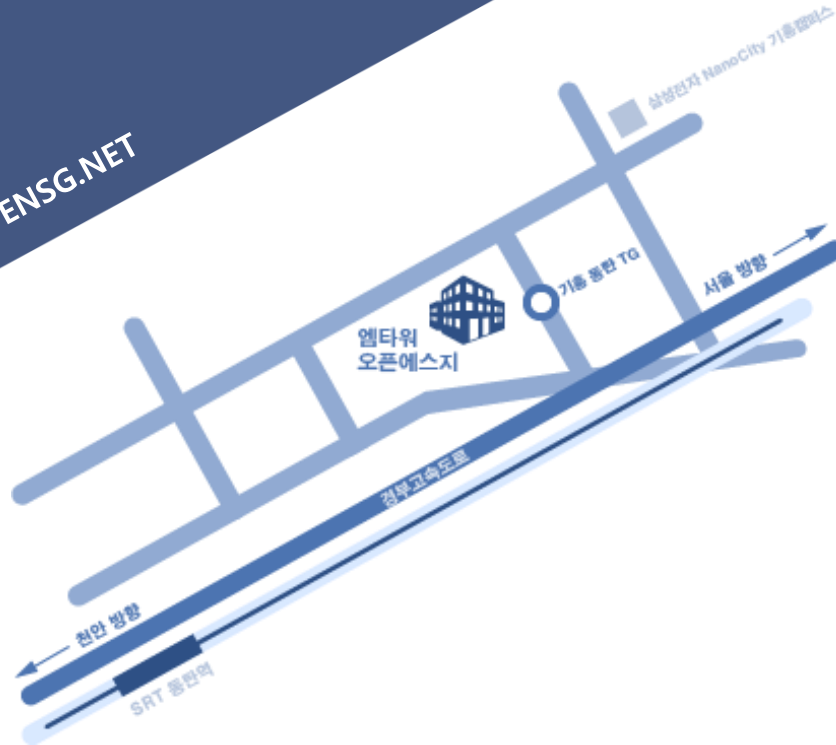 ENSG.NET
삼성전자 NanoCity 기흥캠퍼스
기흥 동탄 TG
서울 방향
엠타워
오픈에스지
경부고속도로
천안 방향
SRT 동탄역